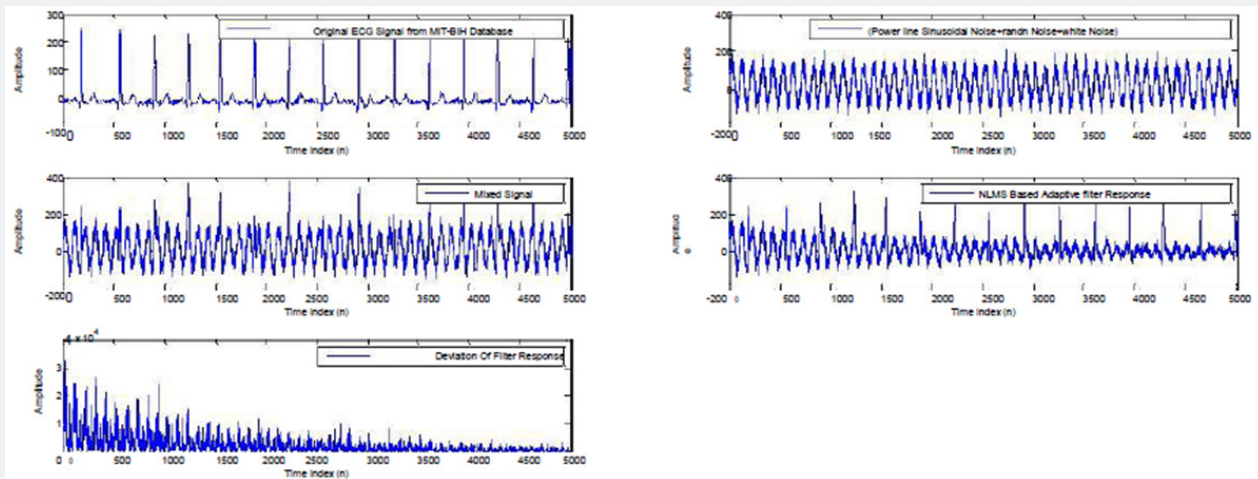 300
200
100
0
-100
Amplitude
Original ECG Signal from MIT-BIH Database
0 500 1000 1500 2000 2500 3000 3500 4000 4500 5000
Time Index (n)
400
200
0
-200
Amplitude
(Power line Sinusoidal Noise+randn Noise+white Noise)
0 500 1000 1500 2000 2500 3000 3500 4000 4500 5000
Time Index (n)
400
200
0
-200
Amplitude
Mixed Signal
0 500 1000 1500 2000 2500 3000 3500 4000 4500 5000
Time Index (n)
400
200
0
-200
Amplitud
e
NLMS Based Adaptive filter Response
0 500 1000 1500 2000 2500 3000 3500 4000 4500 5000
Time Index (n)
4 x 10^4
3
2
1
0
Amplitude
Deviation Of Filter Response
0 500 1000 1500 2000 2500 3000 3500 4000 4500 5000
Time Index (n)